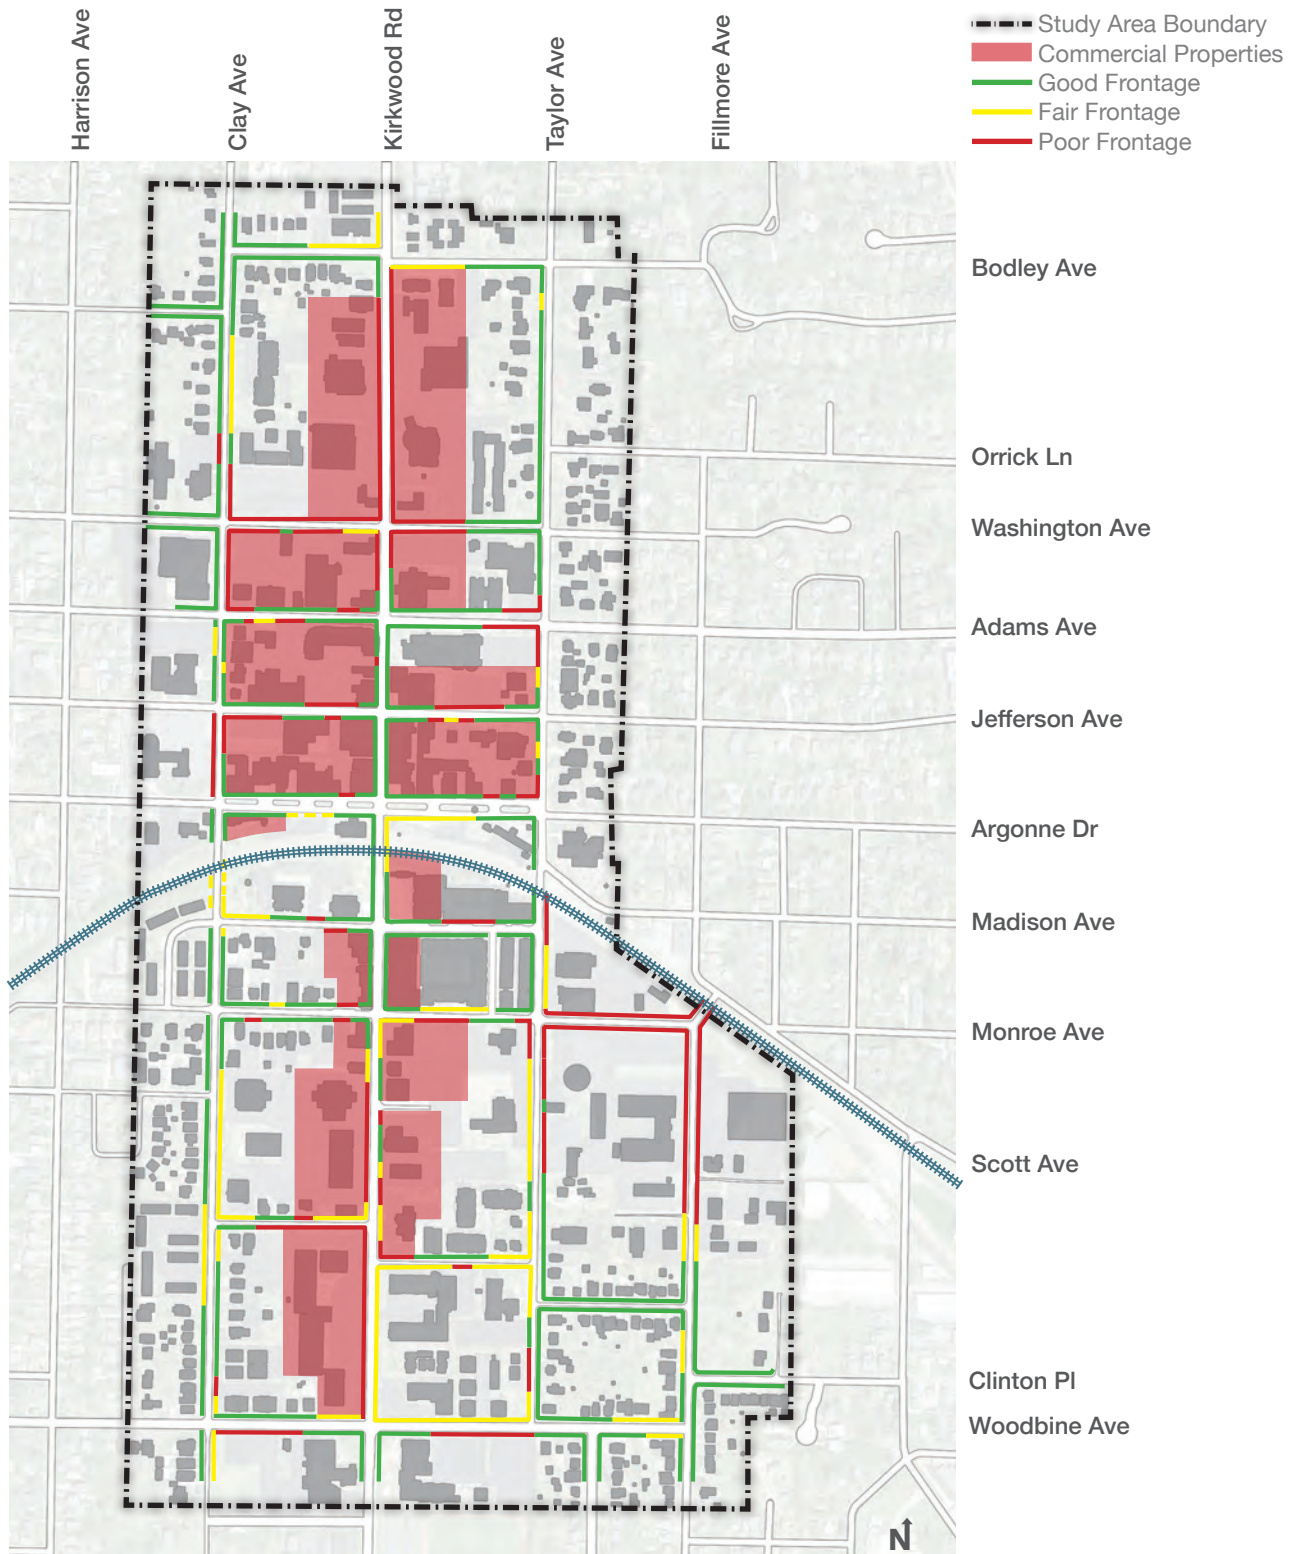 Harrison Ave
Clay Ave
Kirkwood Rd
Taylor Ave
Fillmore Ave
Study Area Boundary
Commercial Properties
Good Frontage
Fair Frontage
Poor Frontage
Bodley Ave
Orrick Ln
Washington Ave
Adams Ave
Jefferson Ave
Argonne Dr
Madison Ave
Monroe Ave
Scott Ave
Clinton Pl
Woodbine Ave
N